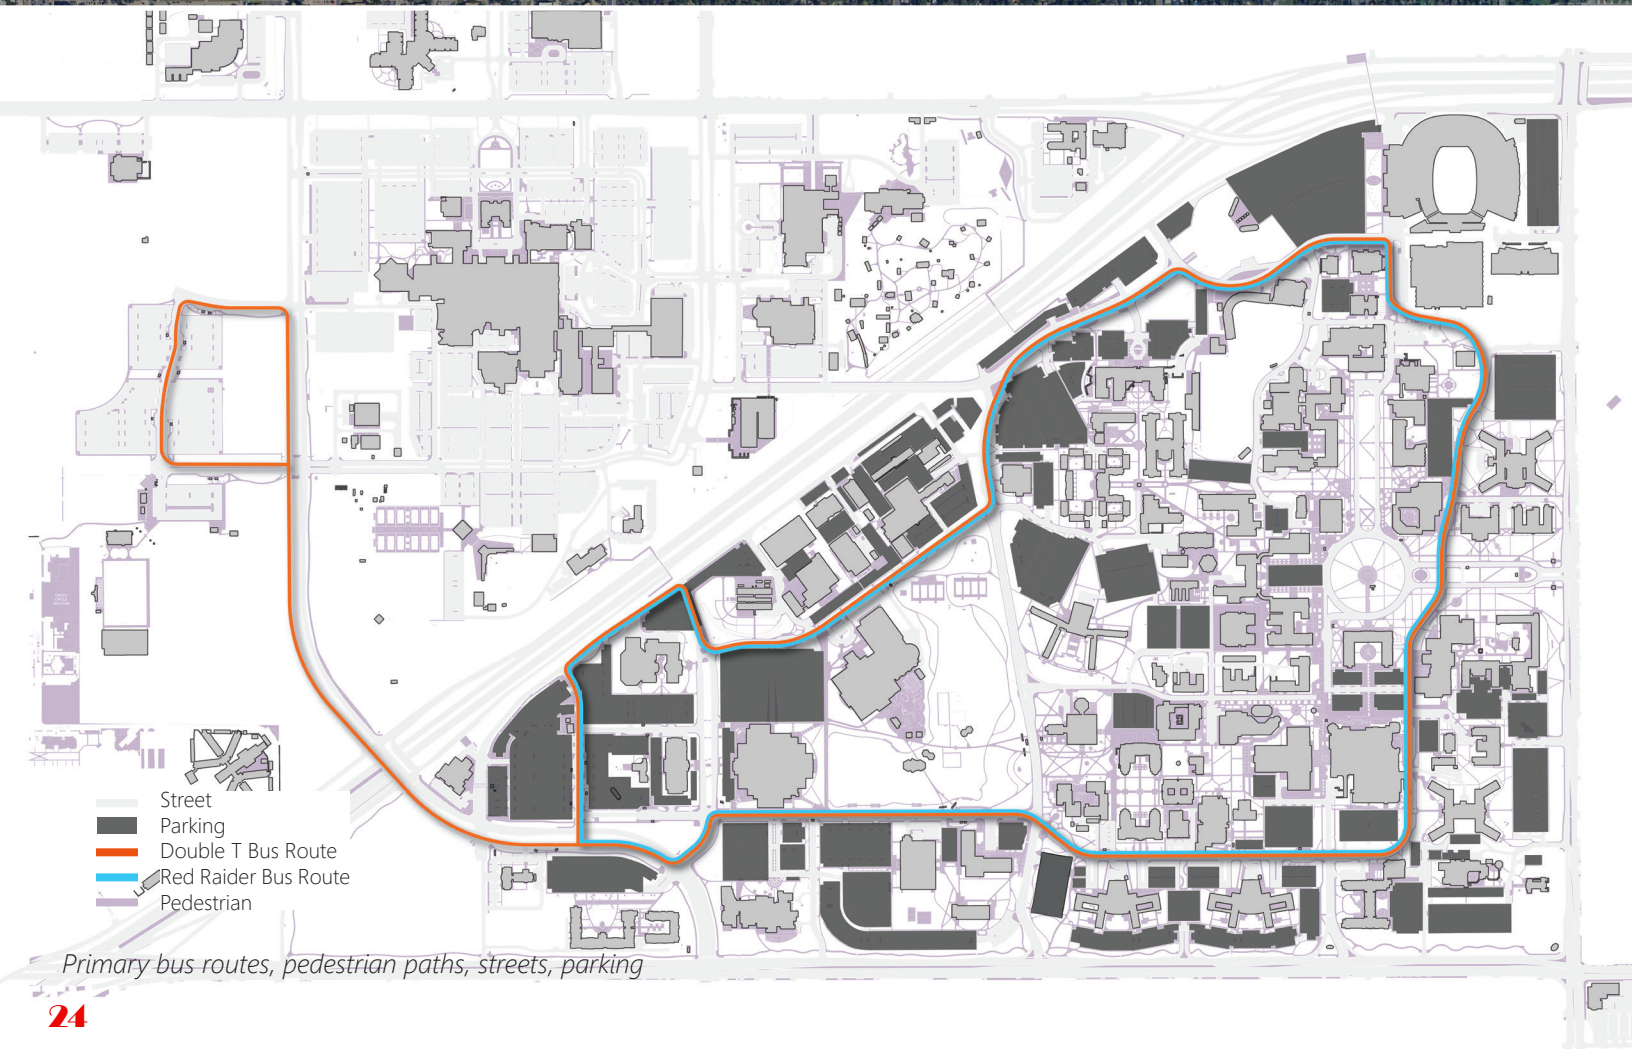 Street
Parking
Double T Bus Route
Red Raider Bus Route
Pedestrian
Primary bus routes, pedestrian paths, streets, parking
24